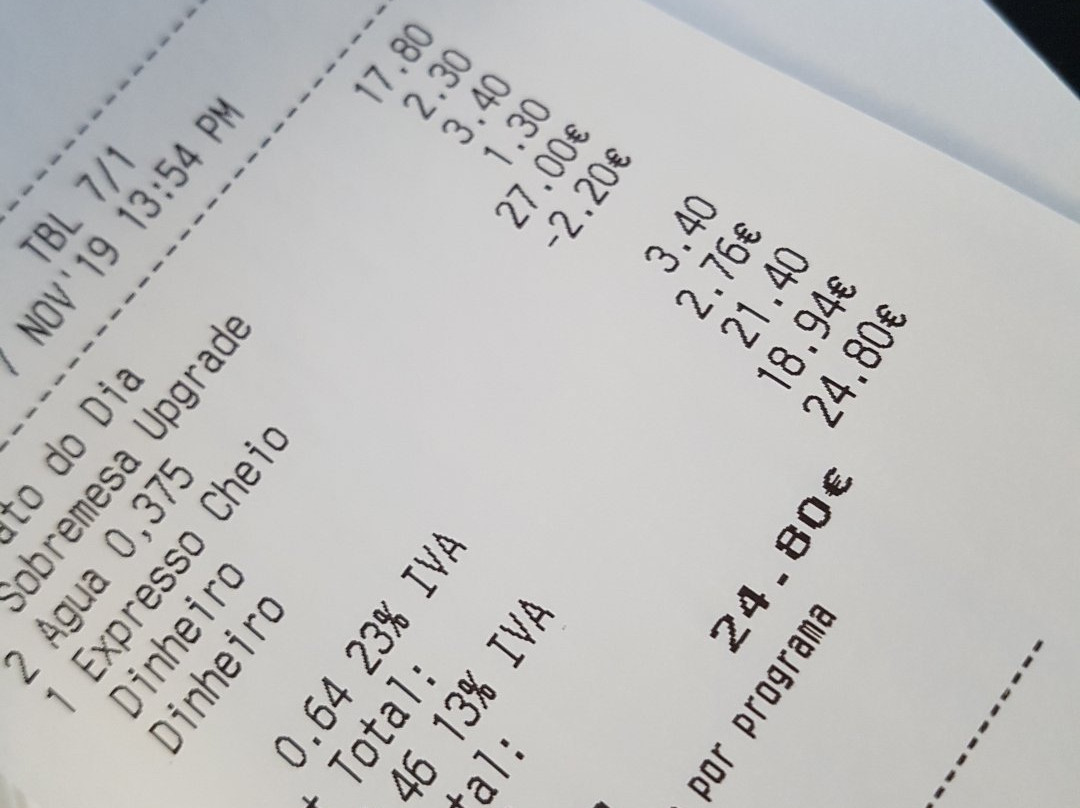 TBL 7/1
NOV'19 13:54 PM
do Dia 17.80
Sobremesa Upgrade 2.30
2 Agua 0,375 3.40
1 Expresso Cheio 1.30
Dinheiro 27.00€
Dinheiro -2.20€
0.64 23% IVA 3.40
Total: 2.76€
46 13% IVA 21.40
tal: 18.94€
24.80€
24.80€
por programa